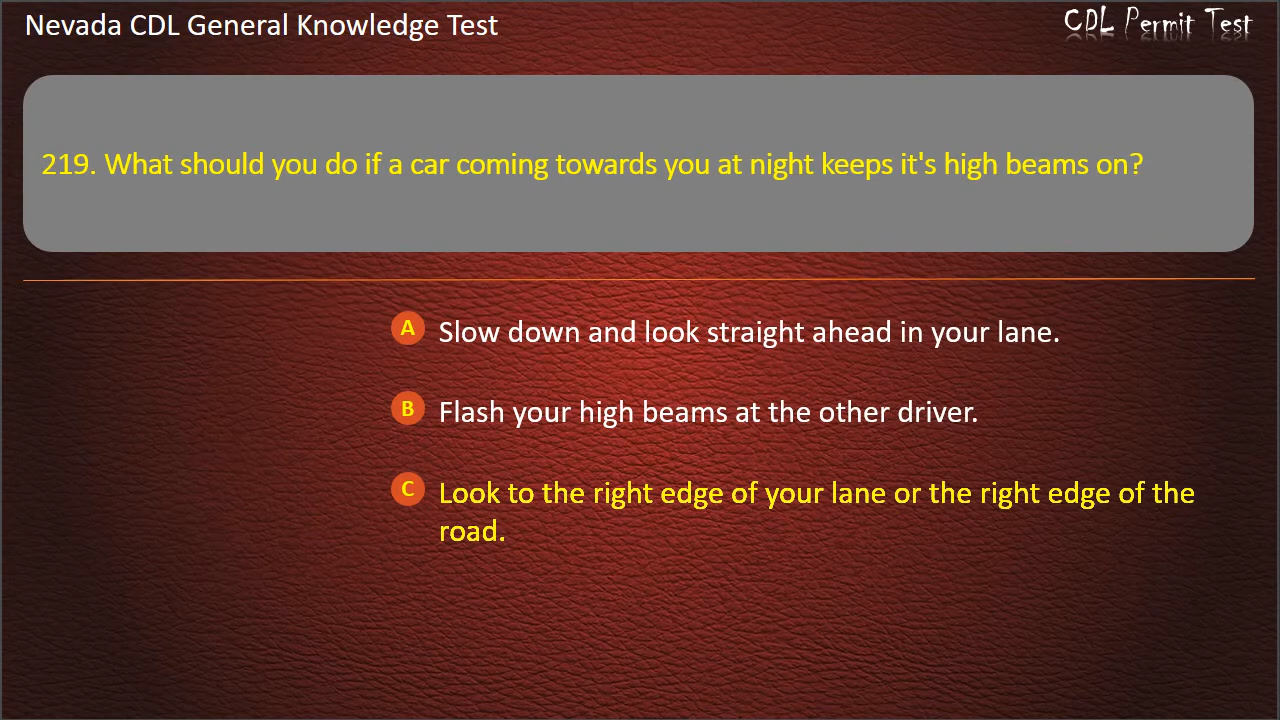 Nevada CDL General Knowledge Test
CDL Permit Test
219. What should you do if a car coming towards you at night keeps it's high beams on?
A Slow down and look straight ahead in your lane.
B Flash your high beams at the other driver.
C Look to the right edge of your lane or the right edge of the
road.